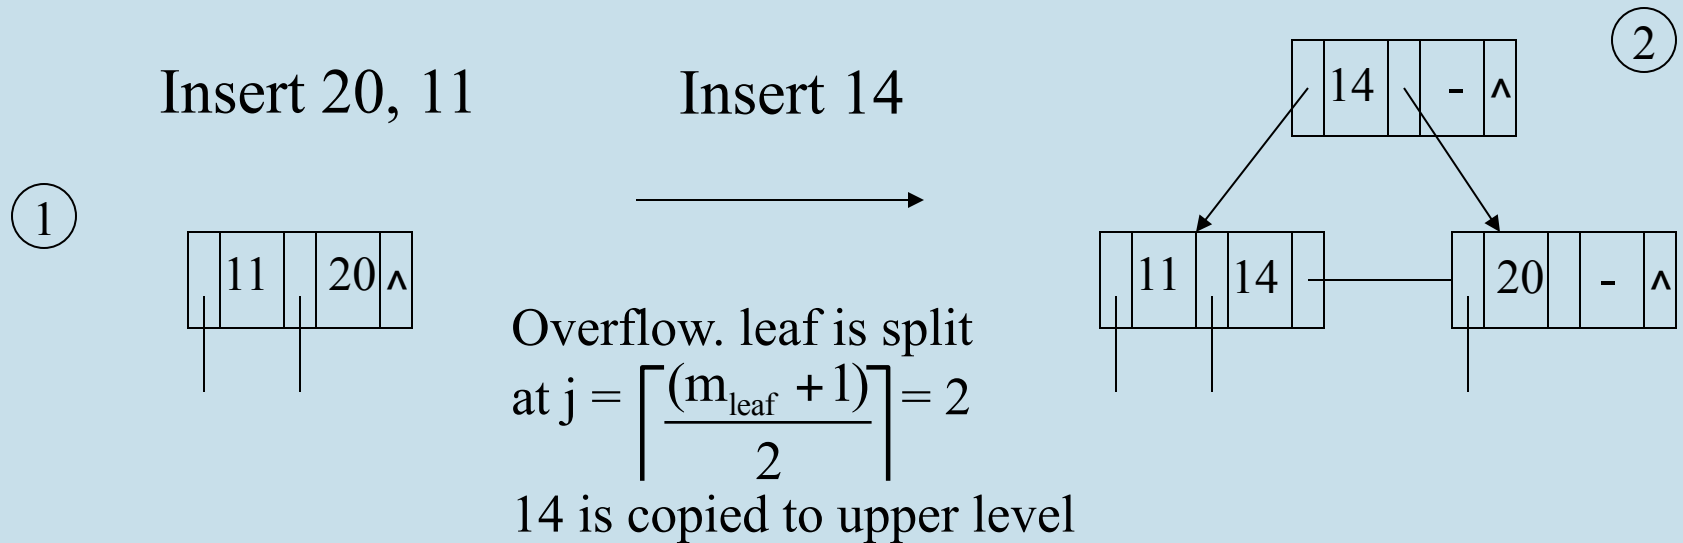 2
Insert 20, 11
Insert 14
14 - ^
1
11 20 ^
11 14
20 - ^
Overflow. leaf is split
at j = ⌈(m_leaf + 1) / 2⌉ = 2
14 is copied to upper level